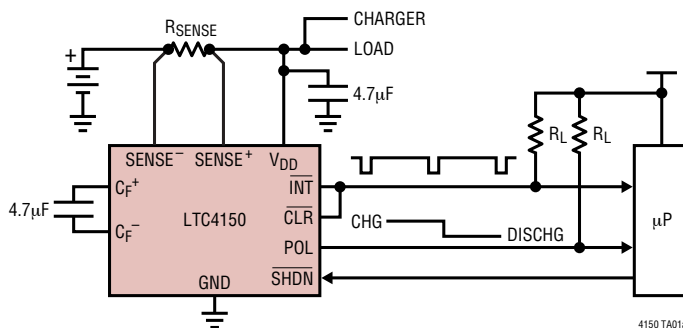 CHARGER
RSENSE
LOAD
+
4.7µF
RL RL
SENSE– SENSE+ VDD
CF+
INT
4.7µF
LTC4150
CLR
CHG
µP
CF–
POL
DISCHG
GND
SHDN
4150 TA01a